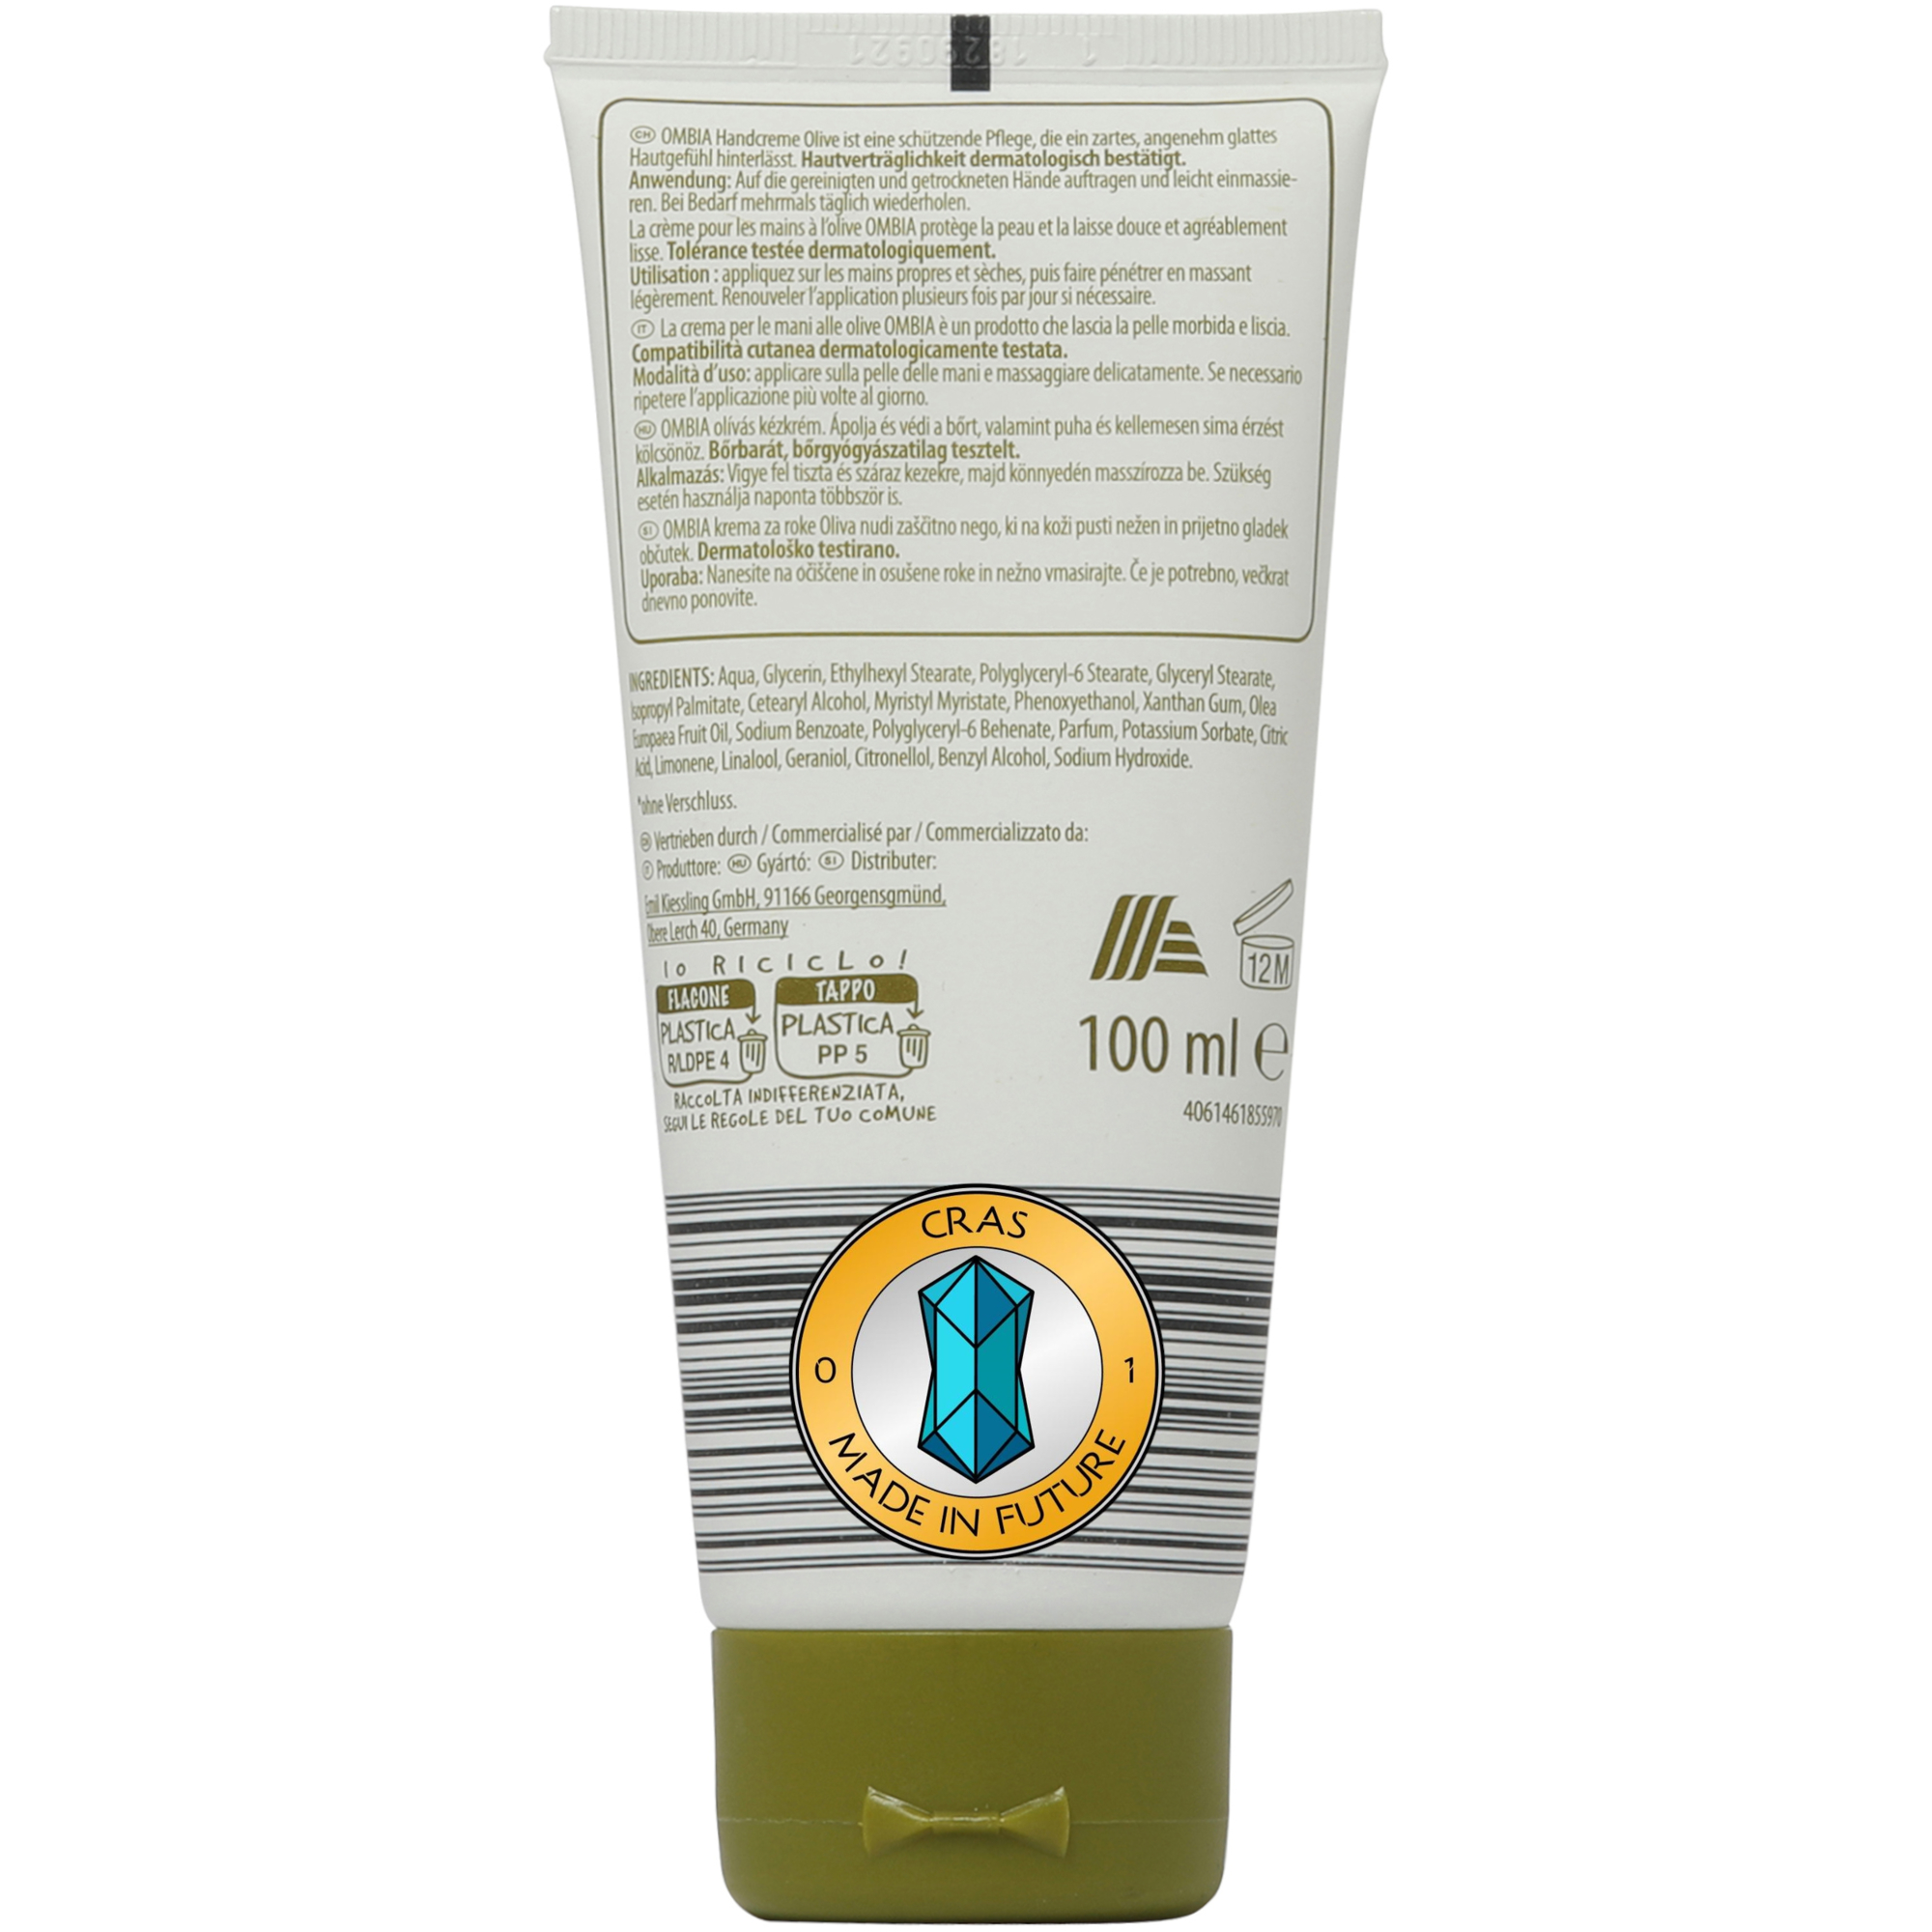 18290921 1
CH OMBIA Handcreme Olive ist eine schützende Pflege, die ein zartes, angenehm glattes
Hautgefühl hinterlässt. Hautverträglichkeit dermatologisch bestätigt.
Anwendung: Auf die gereinigten und getrockneten Hände auftragen und leicht einmassie-
ren. Bei Bedarf mehrmals täglich wiederholen.
La crème pour les mains à l'olive OMBIA protège la peau et la laisse douce et agréablement
lisse. Tolérance testée dermatologiquement.
Utilisation : appliquez sur les mains propres et sèches, puis faire pénétrer en massant
légèrement. Renouveler l'application plusieurs fois par jour si nécessaire.
IT La crema per le mani alle olive OMBIA è un prodotto che lascia la pelle morbida e liscia.
Compatibilità cutanea dermatologicamente testata.
Modalità d'uso: applicare sulla pelle delle mani e massaggiare delicatamente. Se necessario
ripetere l'applicazione più volte al giorno.
HU OMBIA olívás kézkrém. Ápolja és védi a bőrt, valamint puha és kellemesen sima érzést
kölcsönöz. Bőrbarát, bőrgyógyászatilag tesztelt.
Alkalmazás: Vigye fel tiszta és száraz kezekre, majd könnyedén masszírozza be. Szükség
esetén használja naponta többször is.
SI OMBIA krema za roke Oliva nudi zaščitno nego, ki na koži pusti nežen in prijetno gladek
občutek. Dermatološko testirano.
Uporaba: Nanesite na očiščene in osušene roke in nežno vmasirajte. Če je potrebno, večkrat
dnevno ponovite.
INGREDIENTS: Aqua, Glycerin, Ethylhexyl Stearate, Polyglyceryl-6 Stearate, Glyceryl Stearate,
Isopropyl Palmitate, Cetearyl Alcohol, Myristyl Myristate, Phenoxyethanol, Xanthan Gum, Olea
Europaea Fruit Oil, Sodium Benzoate, Polyglyceryl-6 Behenate, Parfum, Potassium Sorbate, Citric
Acid, Limonene, Linalool, Geraniol, Citronellol, Benzyl Alcohol, Sodium Hydroxide.
*ohne Verschluss.
CH Vertrieben durch / Commercialisé par / Commercializzato da:
IT Produttore: HU Gyártó: SI Distributer:
Emil Kiessling GmbH, 91166 Georgensgmünd,
Obere Lerch 40, Germany
IO RICICLO!
FLACONE TAPPO
PLASTICA PLASTICA
R/LDPE 4 PP 5
RACCOLTA INDIFFERENZIATA,
SEGUI LE REGOLE DEL TUO COMUNE
12M
100 ml e
4061461855970
CRAS
0 1
MADE IN FUTURE